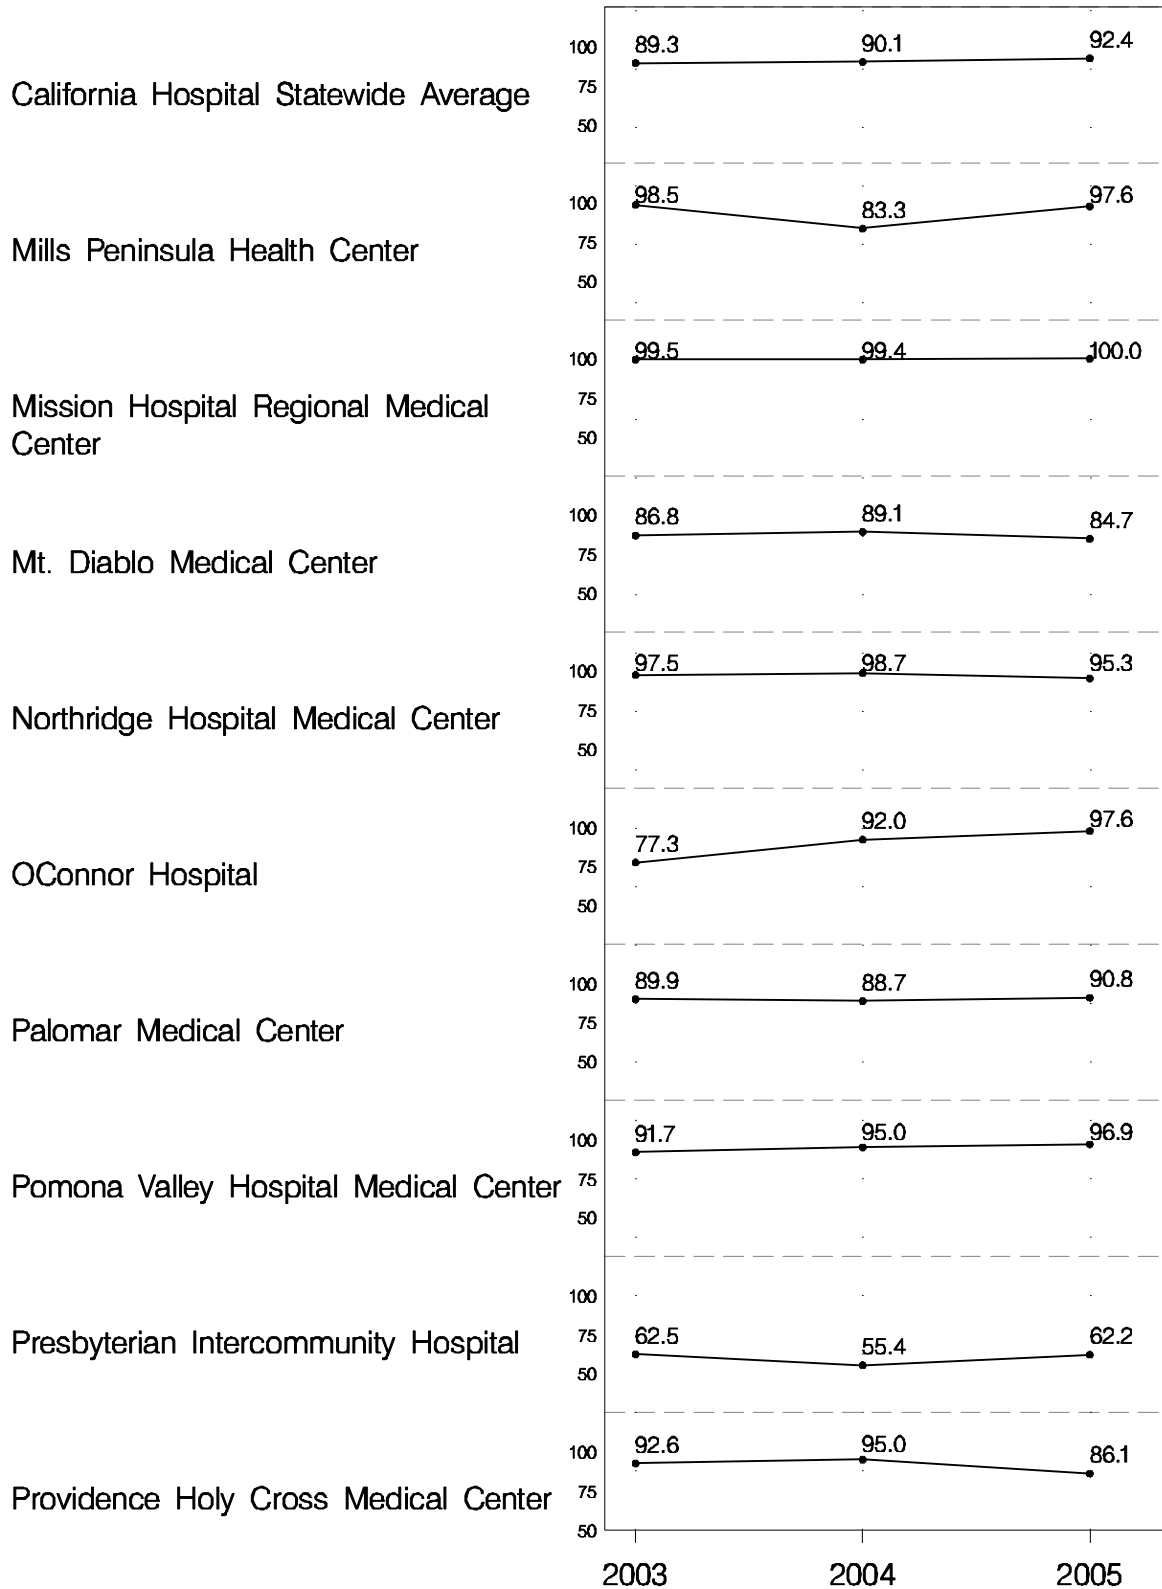 100 89.3 90.1 92.4
California Hospital Statewide Average 75
50
100 98.5 83.3 97.6
Mills Peninsula Health Center 75
50
100 99.5 99.4 100.0
75
Mission Hospital Regional Medical
Center 50
100 86.8 89.1 84.7
Mt. Diablo Medical Center 75
50
100 97.5 98.7 95.3
Northridge Hospital Medical Center 75
50
100 77.3 92.0 97.6
OConnor Hospital 75
50
100 89.9 88.7 90.8
Palomar Medical Center 75
50
100 91.7 95.0 96.9
Pomona Valley Hospital Medical Center 75
50
100
Presbyterian Intercommunity Hospital 75 62.5 55.4 62.2
50
100 92.6 95.0 86.1
Providence Holy Cross Medical Center 75
50
2003 2004 2005